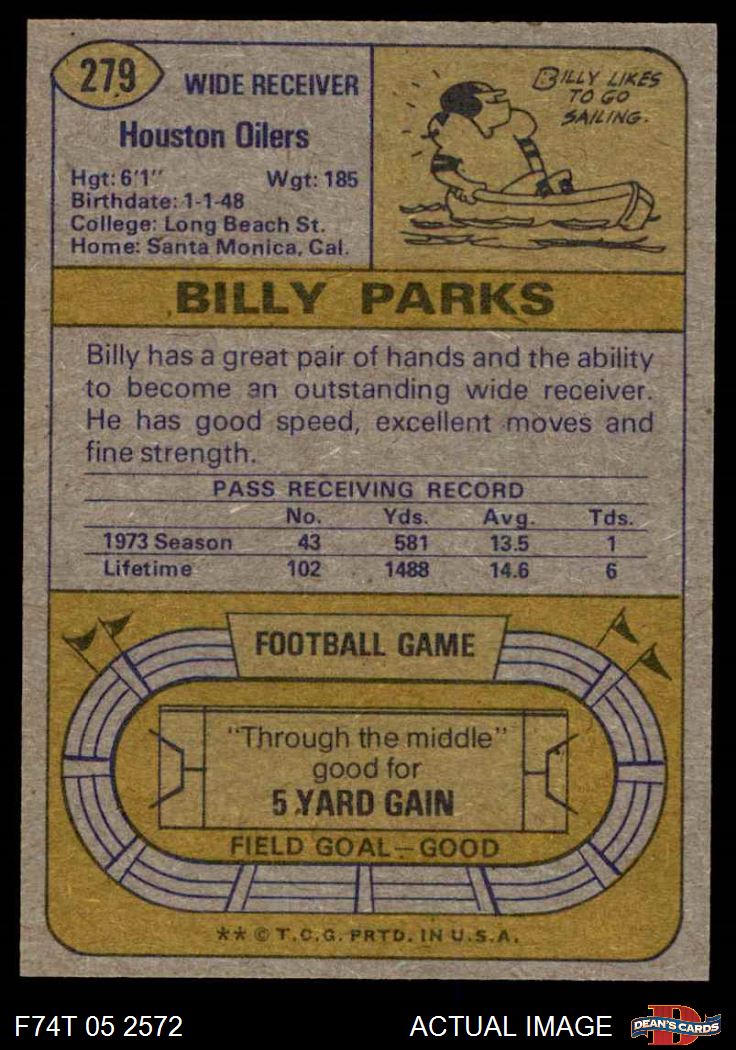 279
WIDE RECEIVER
Houston Oilers
Hgt: 6'1" Wgt: 185
Birthdate: 1-1-48
College: Long Beach St.
Home: Santa Monica, Cal.
BILLY LIKES
TO GO
SAILING.
BILLY PARKS
Billy has a great pair of hands and the ability
to become an outstanding wide receiver.
He has good speed, excellent moves and
fine strength.
PASS RECEIVING RECORD
No. Yds. Avg. Tds.
1973 Season 43 581 13.5 1
Lifetime 102 1488 14.6 6
FOOTBALL GAME
"Through the middle"
good for
5 YARD GAIN
FIELD GOAL—GOOD
** © T.C.G. PRTD. IN U.S.A.
F74T 05 2572 ACTUAL IMAGE
DEAN'S CARDS